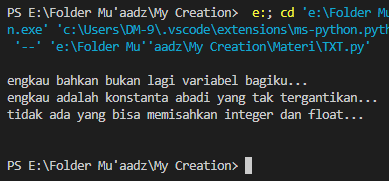 PS E:\Folder Mu'aadz\My Creation>  e:; cd 'e:\Folder Mu
n.exe' 'c:\Users\DM-9\.vscode\extensions\ms-python.pyth
 '--' 'e:\Folder Mu''aadz\My Creation\Materi\TXT.py'
engkau bahkan bukan lagi variabel bagiku...
engkau adalah konstanta abadi yang tak tergantikan...
tidak ada yang bisa memisahkan integer dan float...
PS E:\Folder Mu'aadz\My Creation>